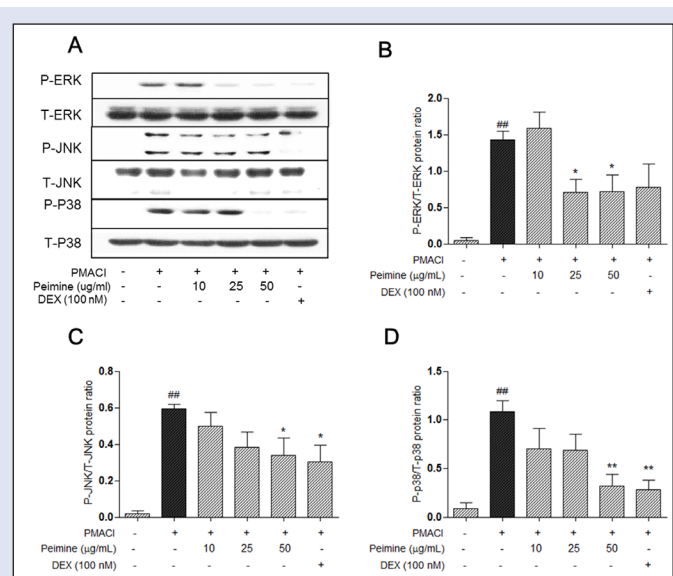 A
P-ERK
T-ERK
P-JNK
T-JNK
P-P38
T-P38
PMACI - + + + + +
Peimine (ug/ml) - - 10 25 50 -
DEX (100 nM) - - - - - +
B
P-ERK/T-ERK protein ratio
2.0
1.5
1.0
0.5
0.0
##
* *
PMACI - + + + + +
Peimine (μg/mL) - - 10 25 50 -
DEX (100 nM) - - - - - +
C
P-JNK/T-JNK protein ratio
0.8
0.6
0.4
0.2
0.0
##
* *
PMACI - + + + + +
Peimine (μg/mL) - - 10 25 50 -
DEX (100 nM) - - - - - +
D
P-p38/T-p38 protein ratio
1.5
1.0
0.5
0.0
##
** **
PMACI - + + + + +
Peimine (μg/mL) - - 10 25 50 -
DEX (100 nM) - - - - - +